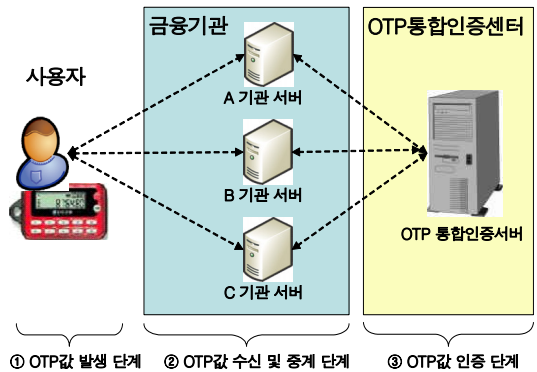 사용자
금융기관
A 기관 서버
B 기관 서버
C 기관 서버
OTP통합인증센터
OTP 통합인증서버
① OTP값 발생 단계
② OTP값 수신 및 중계 단계
③ OTP값 인증 단계